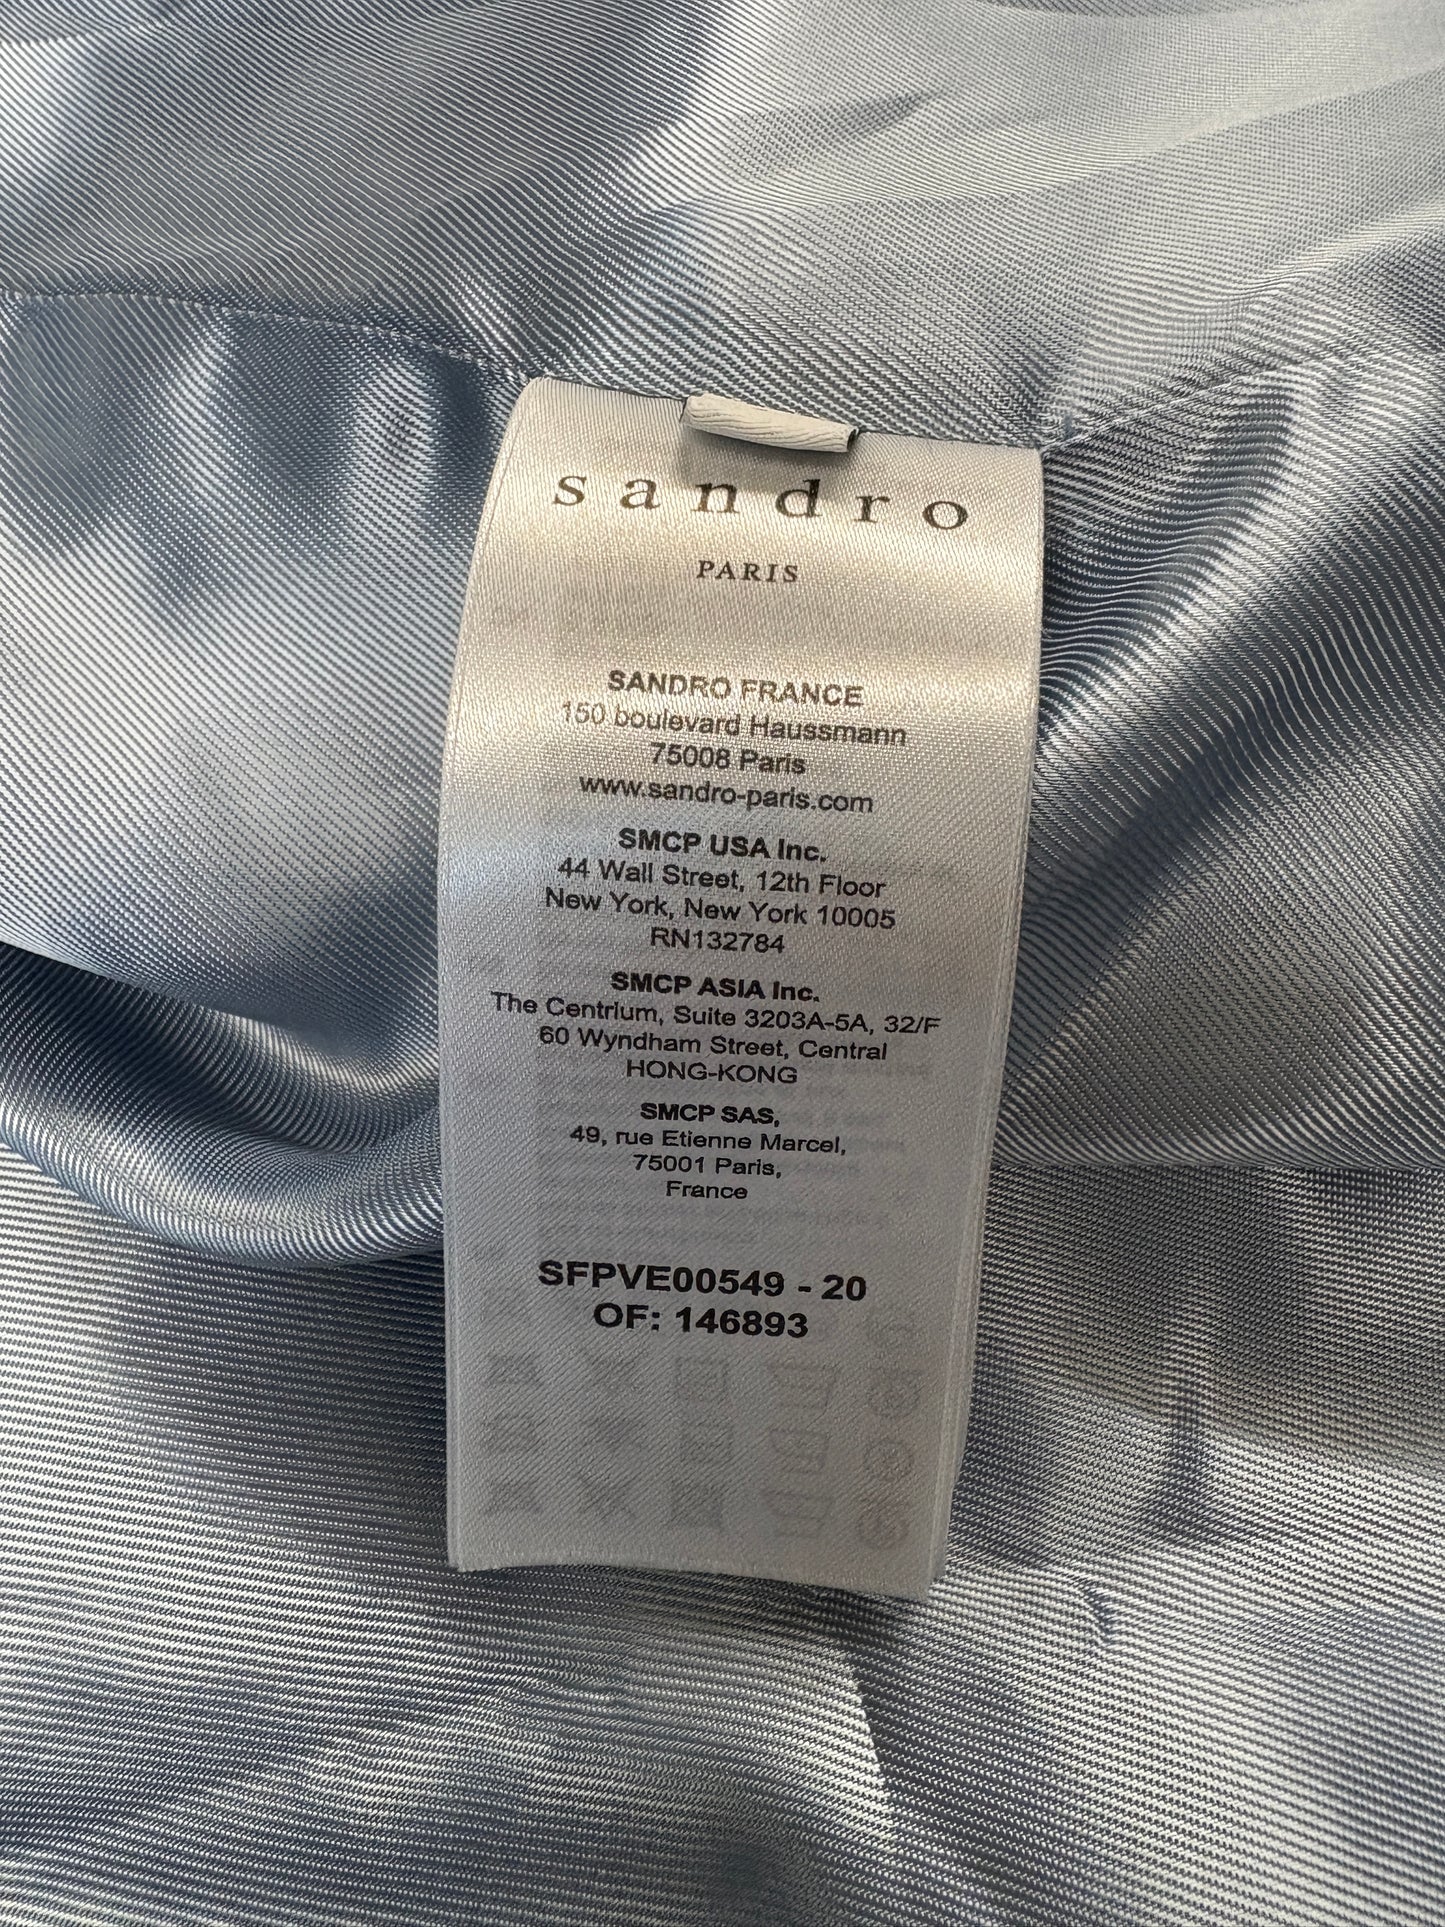 sandro
PARIS
SANDRO FRANCE
150 boulevard Haussmann
75008 Paris
www.sandro-paris.com
SMCP USA Inc.
44 Wall Street, 12th Floor
New York, New York 10005
RN132784
SMCP ASIA Inc.
The Centrium, Suite 3203A-5A, 32/F
60 Wyndham Street, Central
HONG-KONG
SMCP SAS,
49, rue Etienne Marcel,
75001 Paris,
France
SFPVE00549 - 20
OF: 146893